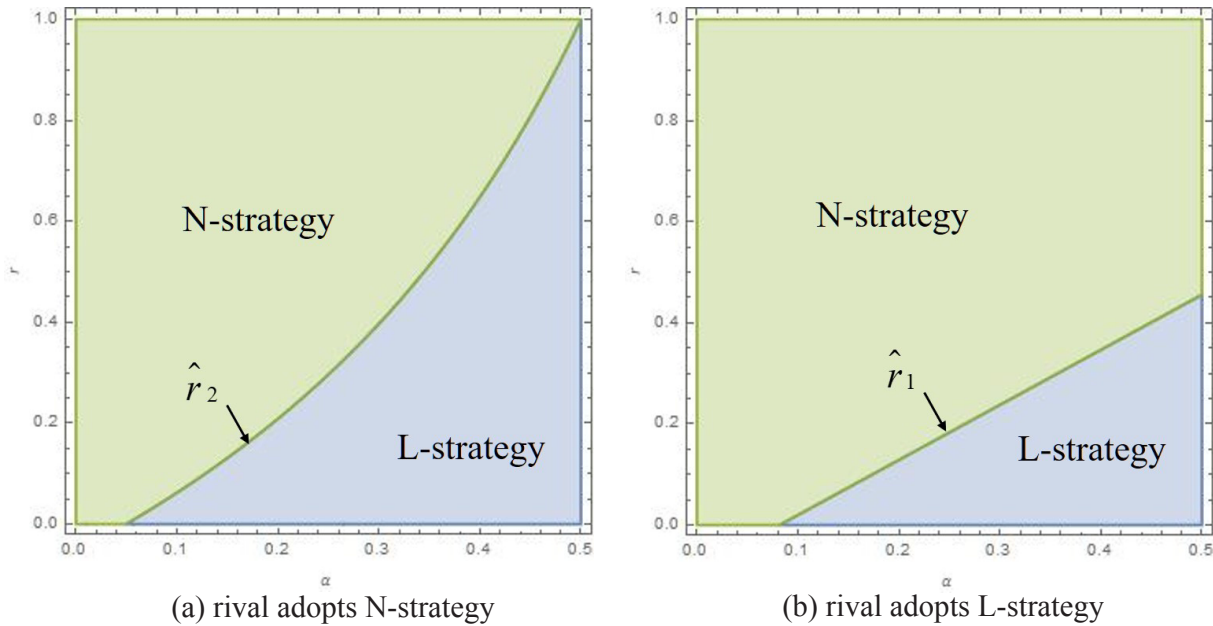 1.0
0.8
0.6
0.4
0.2
0.0
r
0.0 0.1 0.2 0.3 0.4 0.5
α
N-strategy
r̂2
L-strategy
(a) rival adopts N-strategy
1.0
0.8
0.6
0.4
0.2
0.0
r
0.0 0.1 0.2 0.3 0.4 0.5
α
N-strategy
r̂1
L-strategy
(b) rival adopts L-strategy